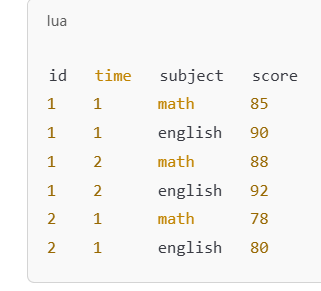 lua
id time subject score
1 1 math 85
1 1 english 90
1 2 math 88
1 2 english 92
2 1 math 78
2 1 english 80